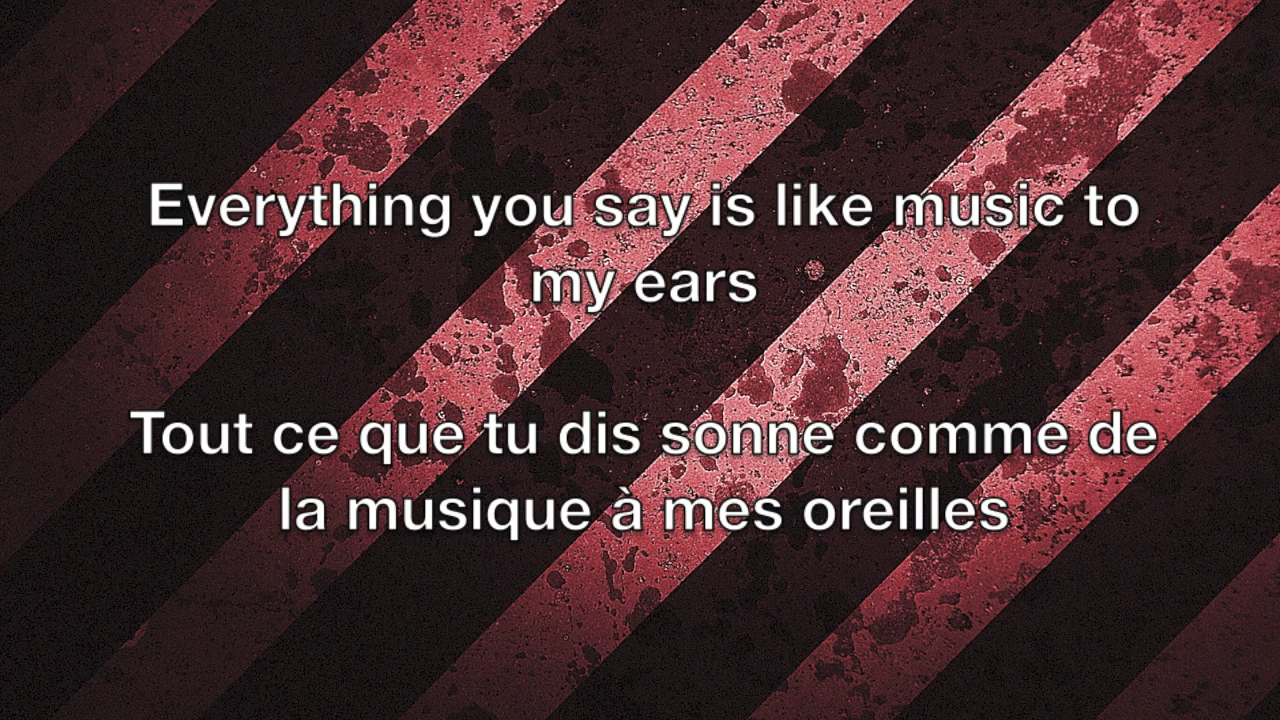 Everything you say is like music to
my ears
Tout ce que tu dis sonne comme de
la musique à mes oreilles